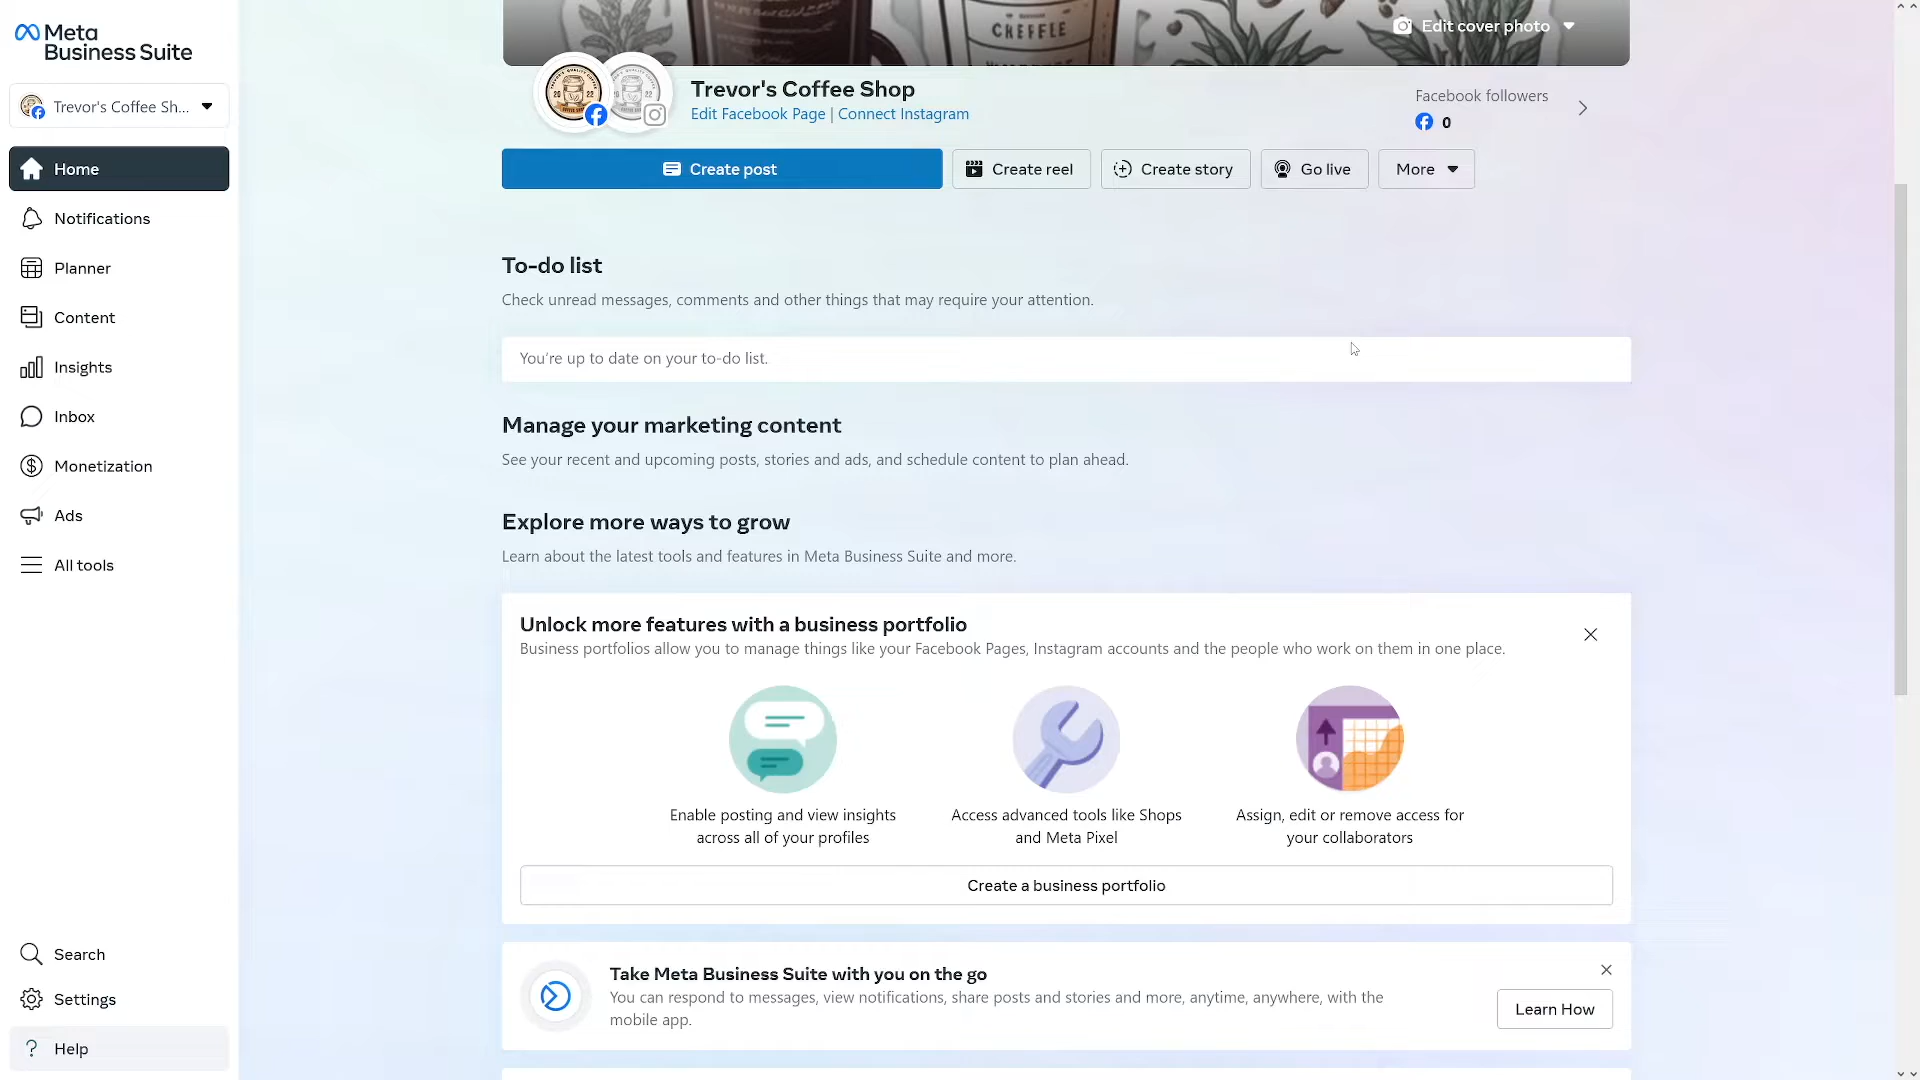 CREFFLE
Edit cover photo
Meta
Business Suite
Trevor's Coffee Sh...
Trevor's Coffee Shop
Edit Facebook Page | Connect Instagram
Facebook followers
0
Home
Create post
Create reel
Create story
Go live
More
Notifications
Planner
Content
Insights
Inbox
Monetization
Ads
All tools
To-do list
Check unread messages, comments and other things that may require your attention.
You're up to date on your to-do list.
Manage your marketing content
See your recent and upcoming posts, stories and ads, and schedule content to plan ahead.
Explore more ways to grow
Learn about the latest tools and features in Meta Business Suite and more.
Unlock more features with a business portfolio
Business portfolios allow you to manage things like your Facebook Pages, Instagram accounts and the people who work on them in one place.
Enable posting and view insights
across all of your profiles
Access advanced tools like Shops
and Meta Pixel
Assign, edit or remove access for
your collaborators
Create a business portfolio
Take Meta Business Suite with you on the go
You can respond to messages, view notifications, share posts and stories and more, anytime, anywhere, with the
mobile app.
Learn How
Search
Settings
Help